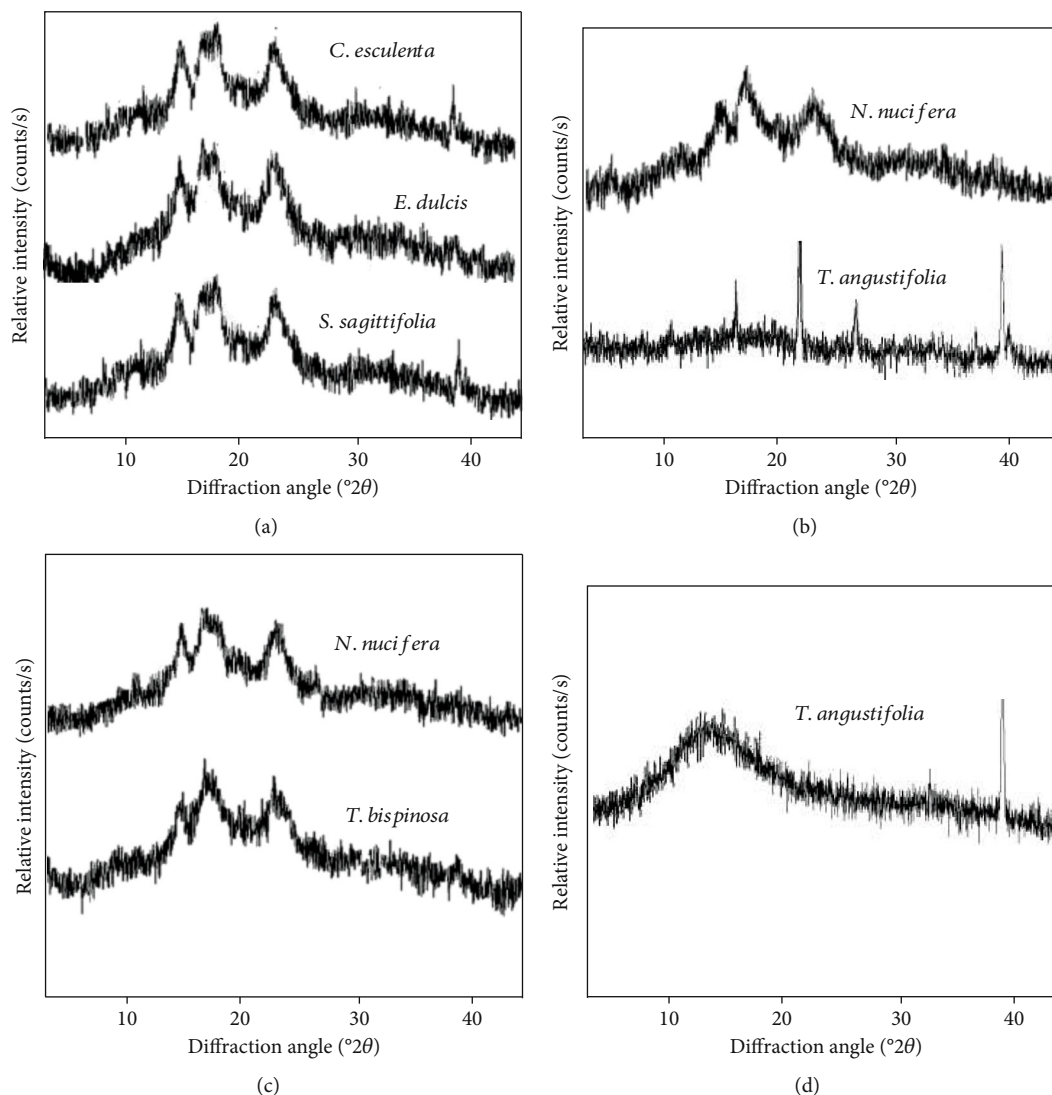 Relative intensity (counts/s)
C. esculenta
E. dulcis
S. sagittifolia
10 20 30 40
Diffraction angle (°2θ)
(a)
Relative intensity (counts/s)
N. nucifera
T. angustifolia
10 20 30 40
Diffraction angle (°2θ)
(b)
Relative intensity (counts/s)
N. nucifera
T. bispinosa
10 20 30 40
Diffraction angle (°2θ)
(c)
Relative intensity (counts/s)
T. angustifolia
10 20 30 40
Diffraction angle (°2θ)
(d)